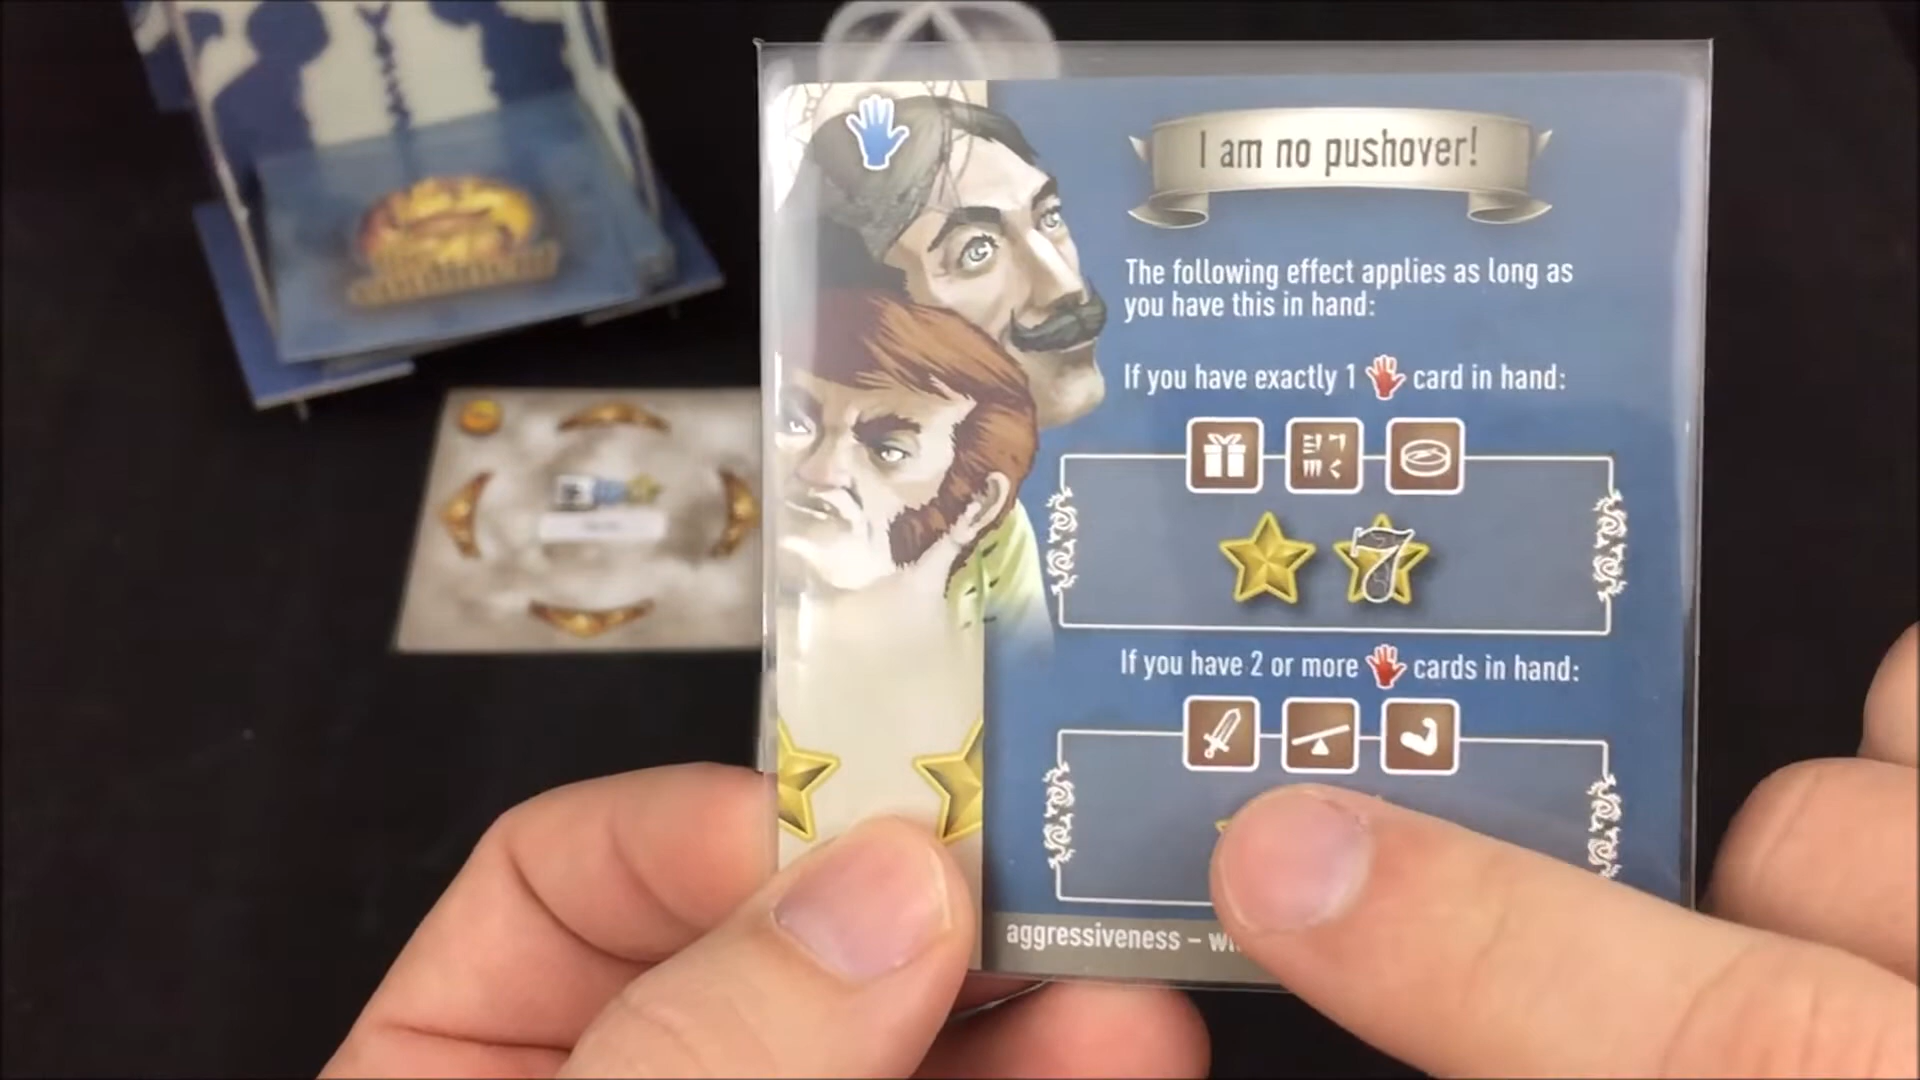 I am no pushover!
The following effect applies as long as
you have this in hand:
If you have exactly 1 card in hand:
7
If you have 2 or more cards in hand:
aggressiveness –